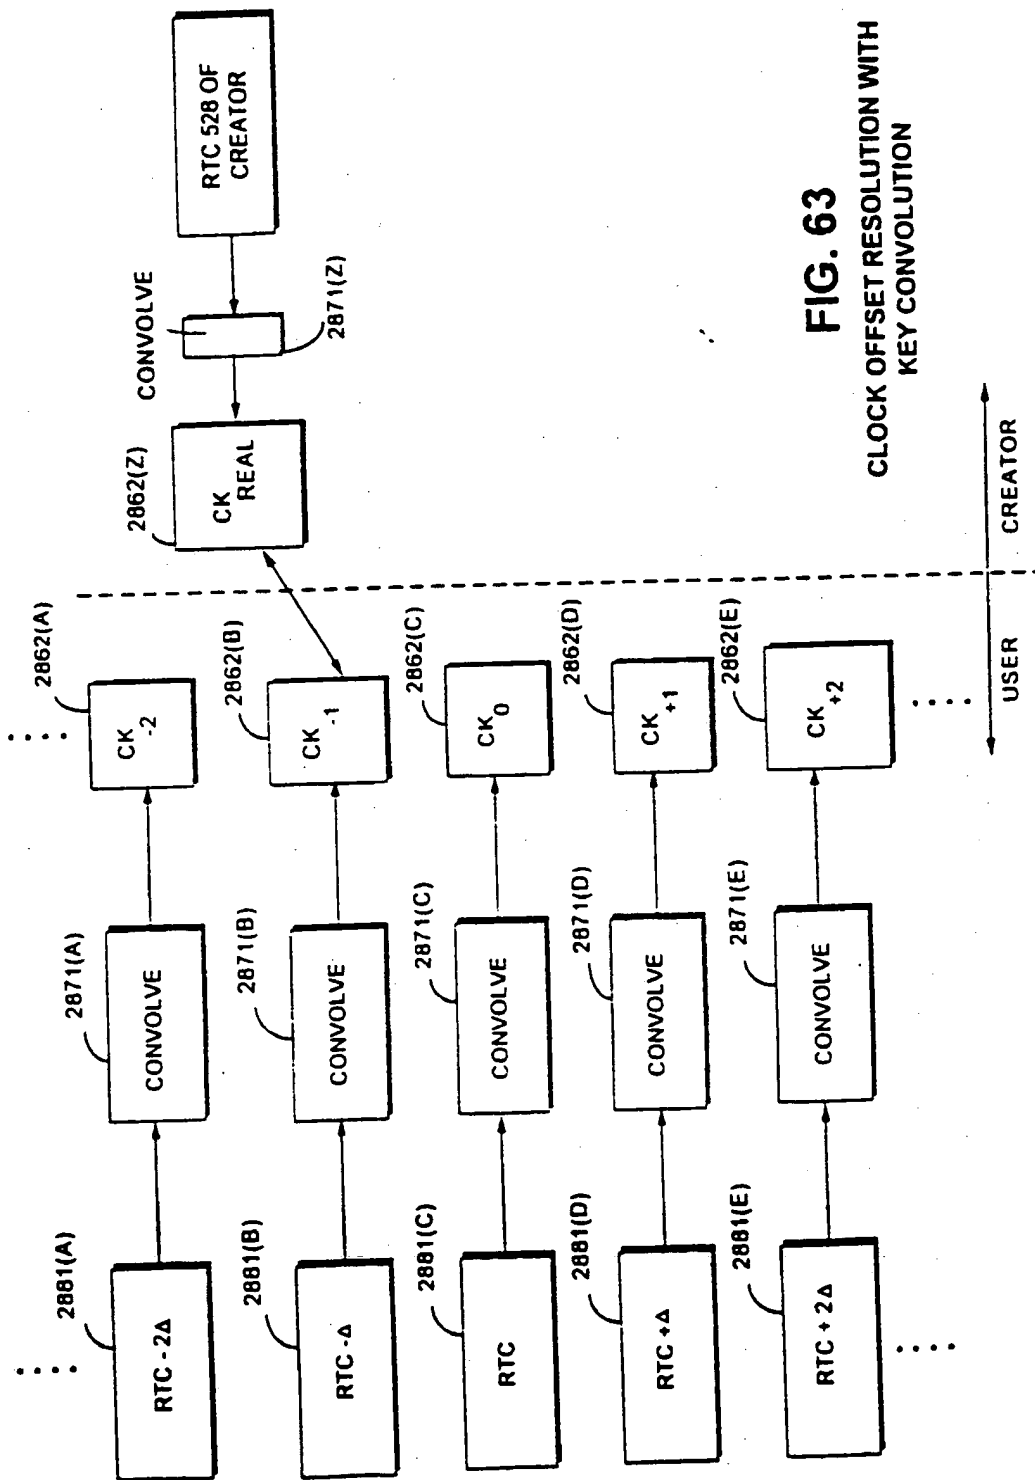 2881(A)
RTC - 2Δ
2871(A)
CONVOLVE
2862(A)
CK -2
2881(B)
RTC -Δ
2871(B)
CONVOLVE
2862(B)
CK -1
2881(C)
RTC
2871(C)
CONVOLVE
2862(C)
CK 0
2881(D)
RTC +Δ
2871(D)
CONVOLVE
2862(D)
CK +1
2881(E)
RTC + 2Δ
2871(E)
CONVOLVE
2862(E)
CK +2
2862(Z)
CK REAL
CONVOLVE
2871(Z)
RTC 528 OF
CREATOR
USER
CREATOR
FIG. 63
CLOCK OFFSET RESOLUTION WITH
KEY CONVOLUTION